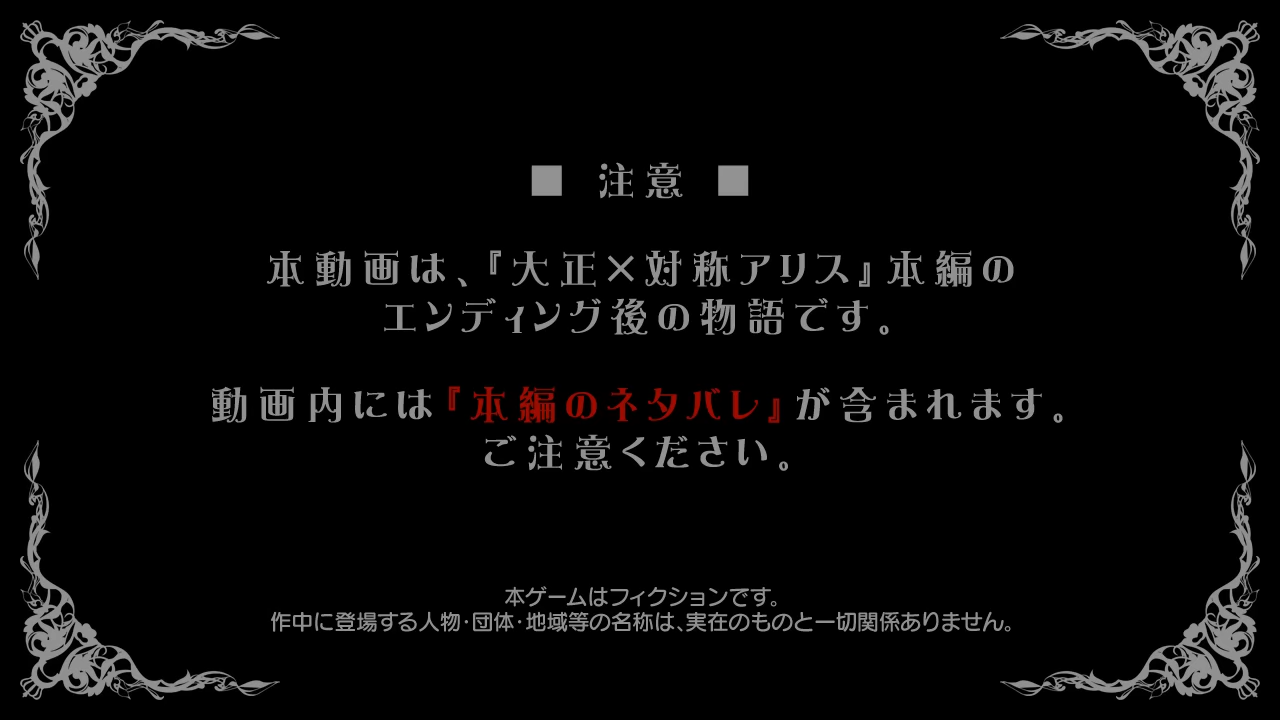 ■ 注意 ■
本動画は、『大正×対称アリス』本編の
エンディング後の物語です。
動画内には『本編のネタバレ』が含まれます。
ご注意ください。
本ゲームはフィクションです。
作中に登場する人物・団体・地域等の名称は、実在のものと一切関係ありません。